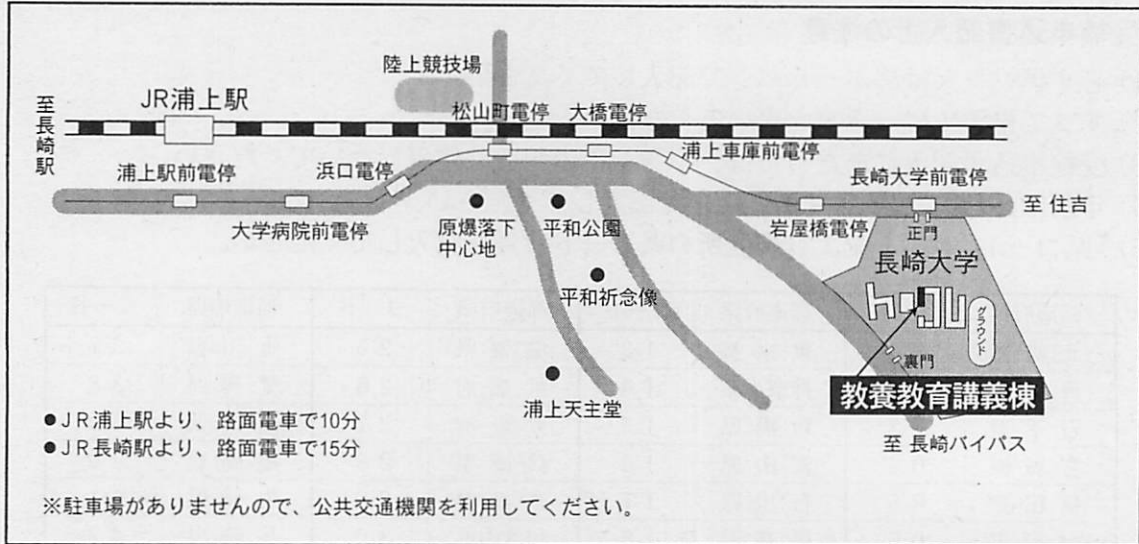 陸上競技場
至長崎駅
JR浦上駅
松山町電停
大橋電停
浦上駅前電停
浜口電停
浦上車庫前電停
長崎大学前電停
至 住吉
大学病院前電停
原爆落下
中心地
平和公園
岩屋橋電停
正門
長崎大学
平和祈念像
グラウンド
裏門
浦上天主堂
教養教育講義棟
至 長崎バイパス
●JR浦上駅より、路面電車で10分
●JR長崎駅より、路面電車で15分
※駐車場がありませんので、公共交通機関を利用してください。